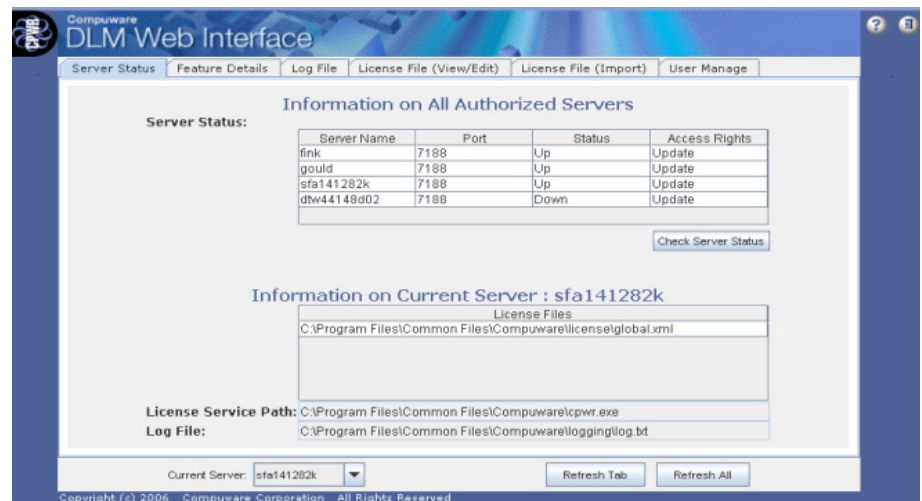 CPWR
Compuware
DLM Web Interface
?
Server Status Feature Details Log File License File (View/Edit) License File (Import) User Manage
Information on All Authorized Servers
Server Status:
Server Name Port Status Access Rights
fink 7188 Up Update
gould 7188 Up Update
sfa141282k 7188 Up Update
dtw44148d02 7188 Down Update
Check Server Status
Information on Current Server : sfa141282k
License Files
C:\Program Files\Common Files\Compuware\license\global.xml
License Service Path: C:\Program Files\Common Files\Compuware\cpwr.exe
Log File: C:\Program Files\Common Files\Compuware\logging\log.txt
Current Server: sfa141282k Refresh Tab Refresh All
Copyright (c) 2006 Compuware Corporation All Rights Reserved